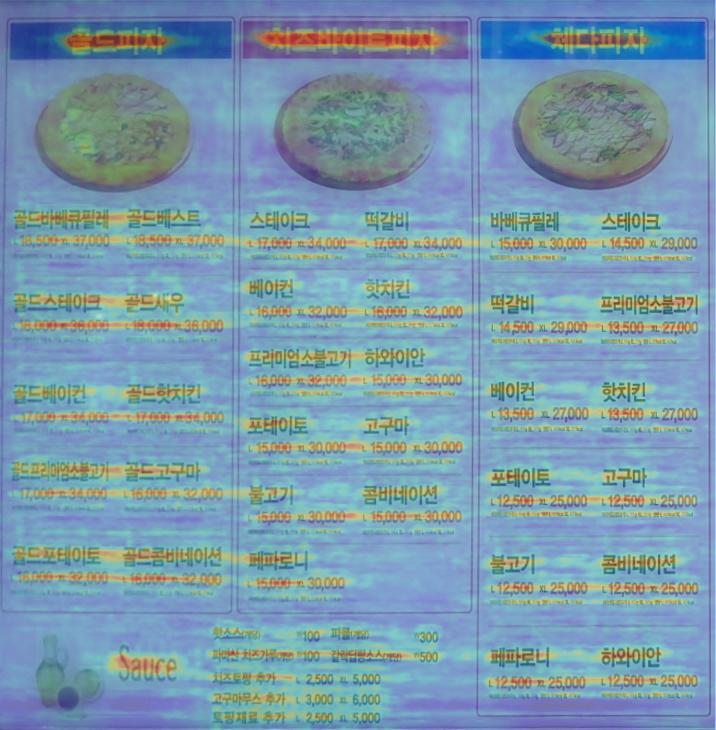 골드피자
골드바베큐필레 골드베스트
L 18,500 XL 37,000 L 18,500 XL 37,000
골드스테이크 골드새우
L 18,000 XL 36,000 L 18,000 XL 36,000
골드베이컨 골드핫치킨
L 17,000 XL 34,000 L 17,000 XL 34,000
골드프리미엄소불고기 골드고구마
L 17,000 XL 34,000 L 16,000 XL 32,000
골드포테이토 골드콤비네이션
L 16,000 XL 32,000 L 16,000 XL 32,000
치즈바이트피자
스테이크 떡갈비
L 17,000 XL 34,000 L 17,000 XL 34,000
베이컨 핫치킨
L 16,000 XL 32,000 L 16,000 XL 32,000
프리미엄소불고기 하와이안
L 16,000 XL 32,000 L 15,000 XL 30,000
포테이토 고구마
L 15,000 XL 30,000 L 15,000 XL 30,000
불고기 콤비네이션
L 15,000 XL 30,000 L 15,000 XL 30,000
페파로니
L 15,000 XL 30,000
체다피자
바베큐필레 스테이크
L 15,000 XL 30,000 L 14,500 XL 29,000
떡갈비 프리미엄소불고기
L 14,500 XL 29,000 L 13,500 XL 27,000
베이컨 핫치킨
L 13,500 XL 27,000 L 13,500 XL 27,000
포테이토 고구마
L 12,500 XL 25,000 L 12,500 XL 25,000
불고기 콤비네이션
L 12,500 XL 25,000 L 12,500 XL 25,000
페파로니 하와이안
L 12,500 XL 25,000 L 12,500 XL 25,000
Sauce
핫소스(개당) ₩100 피클(개당) ₩300
파마산 치즈가루(개당) ₩100 갈릭딥핑소스(개당) ₩500
치즈토핑 추가 L 2,500 XL 5,000
고구마무스 추가 L 3,000 XL 6,000
토핑재료 추가 L 2,500 XL 5,000